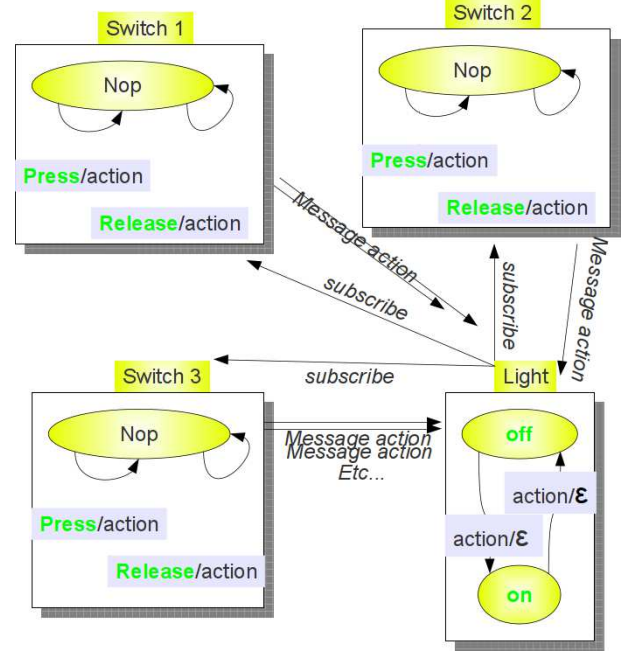 Switch 1
Nop
Press/action
Release/action
Switch 2
Nop
Press/action
Release/action
Message action
subscribe
subscribe
Message action
subscribe
Switch 3
Nop
Press/action
Release/action
Message action
Message action
Etc...
Light
off
action/ε
action/ε
on